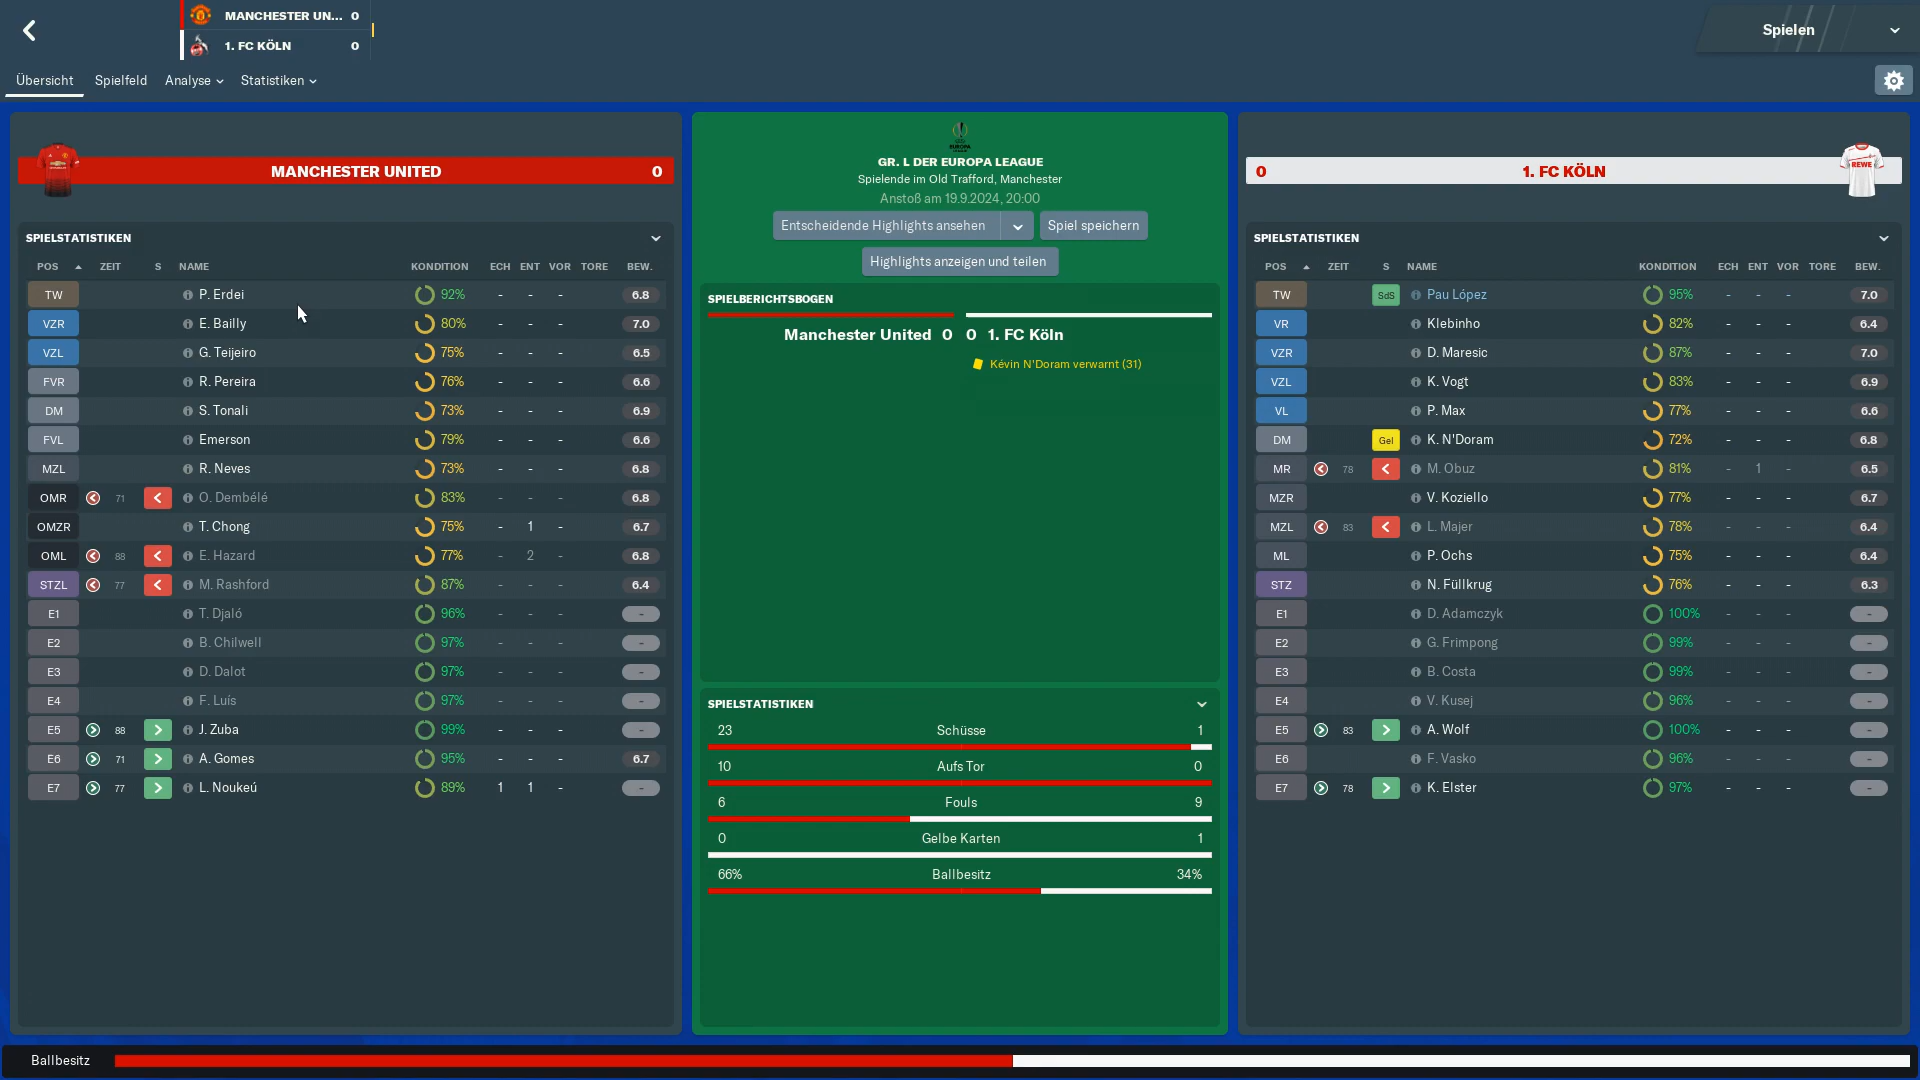 MANCHESTER UN... 0
1. FC KÖLN 0
Spielen
Übersicht Spielfeld Analyse Statistiken
MANCHESTER UNITED 0
SPIELSTATISTIKEN
POS ZEIT S NAME KONDITION ECH ENT VOR TORE BEW.
TW P. Erdei 92% - - - 6.8
VZR E. Bailly 80% - - - 7.0
VZL G. Teijeiro 75% - - - 6.5
FVR R. Pereira 76% - - - 6.6
DM S. Tonali 73% - - - 6.9
FVL Emerson 79% - - - 6.6
MZL R. Neves 73% - - - 6.8
OMR 71 O. Dembélé 83% - - - 6.8
OMZR T. Chong 75% - 1 - 6.7
OML 88 E. Hazard 77% - 2 - 6.8
STZL 77 M. Rashford 87% - - - 6.4
E1 T. Djaló 96% - - - -
E2 B. Chilwell 97% - - - -
E3 D. Dalot 97% - - - -
E4 F. Luís 97% - - - -
E5 88 J. Zuba 99% - - - -
E6 71 A. Gomes 95% - - - 6.7
E7 77 L. Noukeú 89% 1 1 - -
EUROPA
GR. L DER EUROPA LEAGUE
Spielende im Old Trafford, Manchester
Anstoß am 19.9.2024, 20:00
Entscheidende Highlights ansehen Spiel speichern
Highlights anzeigen und teilen
SPIELBERICHTSBOGEN
Manchester United 0 0 1. FC Köln
Kévin N'Doram verwarnt (31)
SPIELSTATISTIKEN
23 Schüsse 1
10 Aufs Tor 0
6 Fouls 9
0 Gelbe Karten 1
66% Ballbesitz 34%
0 1. FC KÖLN
REWE
SPIELSTATISTIKEN
POS ZEIT S NAME KONDITION ECH ENT VOR TORE BEW.
TW SdS Pau López 95% - - - 7.0
VR Klebinho 82% - - - 6.4
VZR D. Maresic 87% - - - 7.0
VZL K. Vogt 83% - - - 6.9
VL P. Max 77% - - - 6.6
DM Gel K. N'Doram 72% - - - 6.8
MR 78 M. Obuz 81% - 1 - 6.5
MZR V. Koziello 77% - - - 6.7
MZL 83 L. Majer 78% - - - 6.4
ML P. Ochs 75% - - - 6.4
STZ N. Füllkrug 76% - - - 6.3
E1 D. Adamczyk 100% - - - -
E2 G. Frimpong 99% - - - -
E3 B. Costa 99% - - - -
E4 V. Kusej 96% - - - -
E5 83 A. Wolf 100% - - - -
E6 F. Vasko 96% - - - -
E7 78 K. Elster 97% - - - -
Ballbesitz